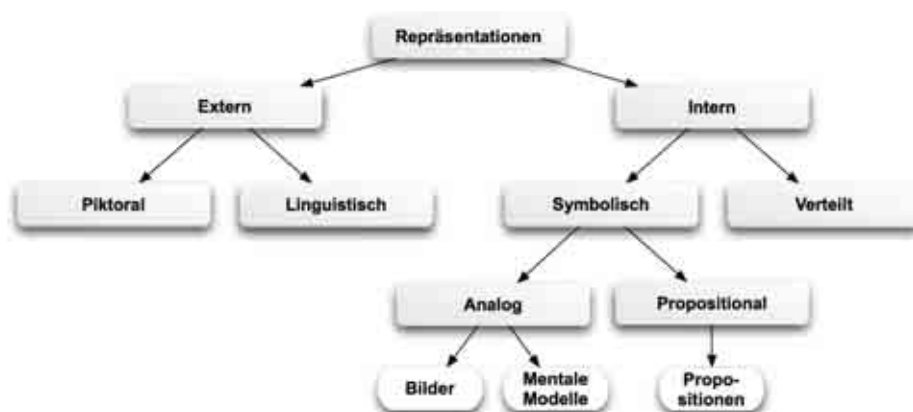 Repräsentationen
Extern
Intern
Piktoral
Linguistisch
Symbolisch
Verteilt
Analog
Propositional
Bilder
Mentale
Modelle
Propo-
sitionen